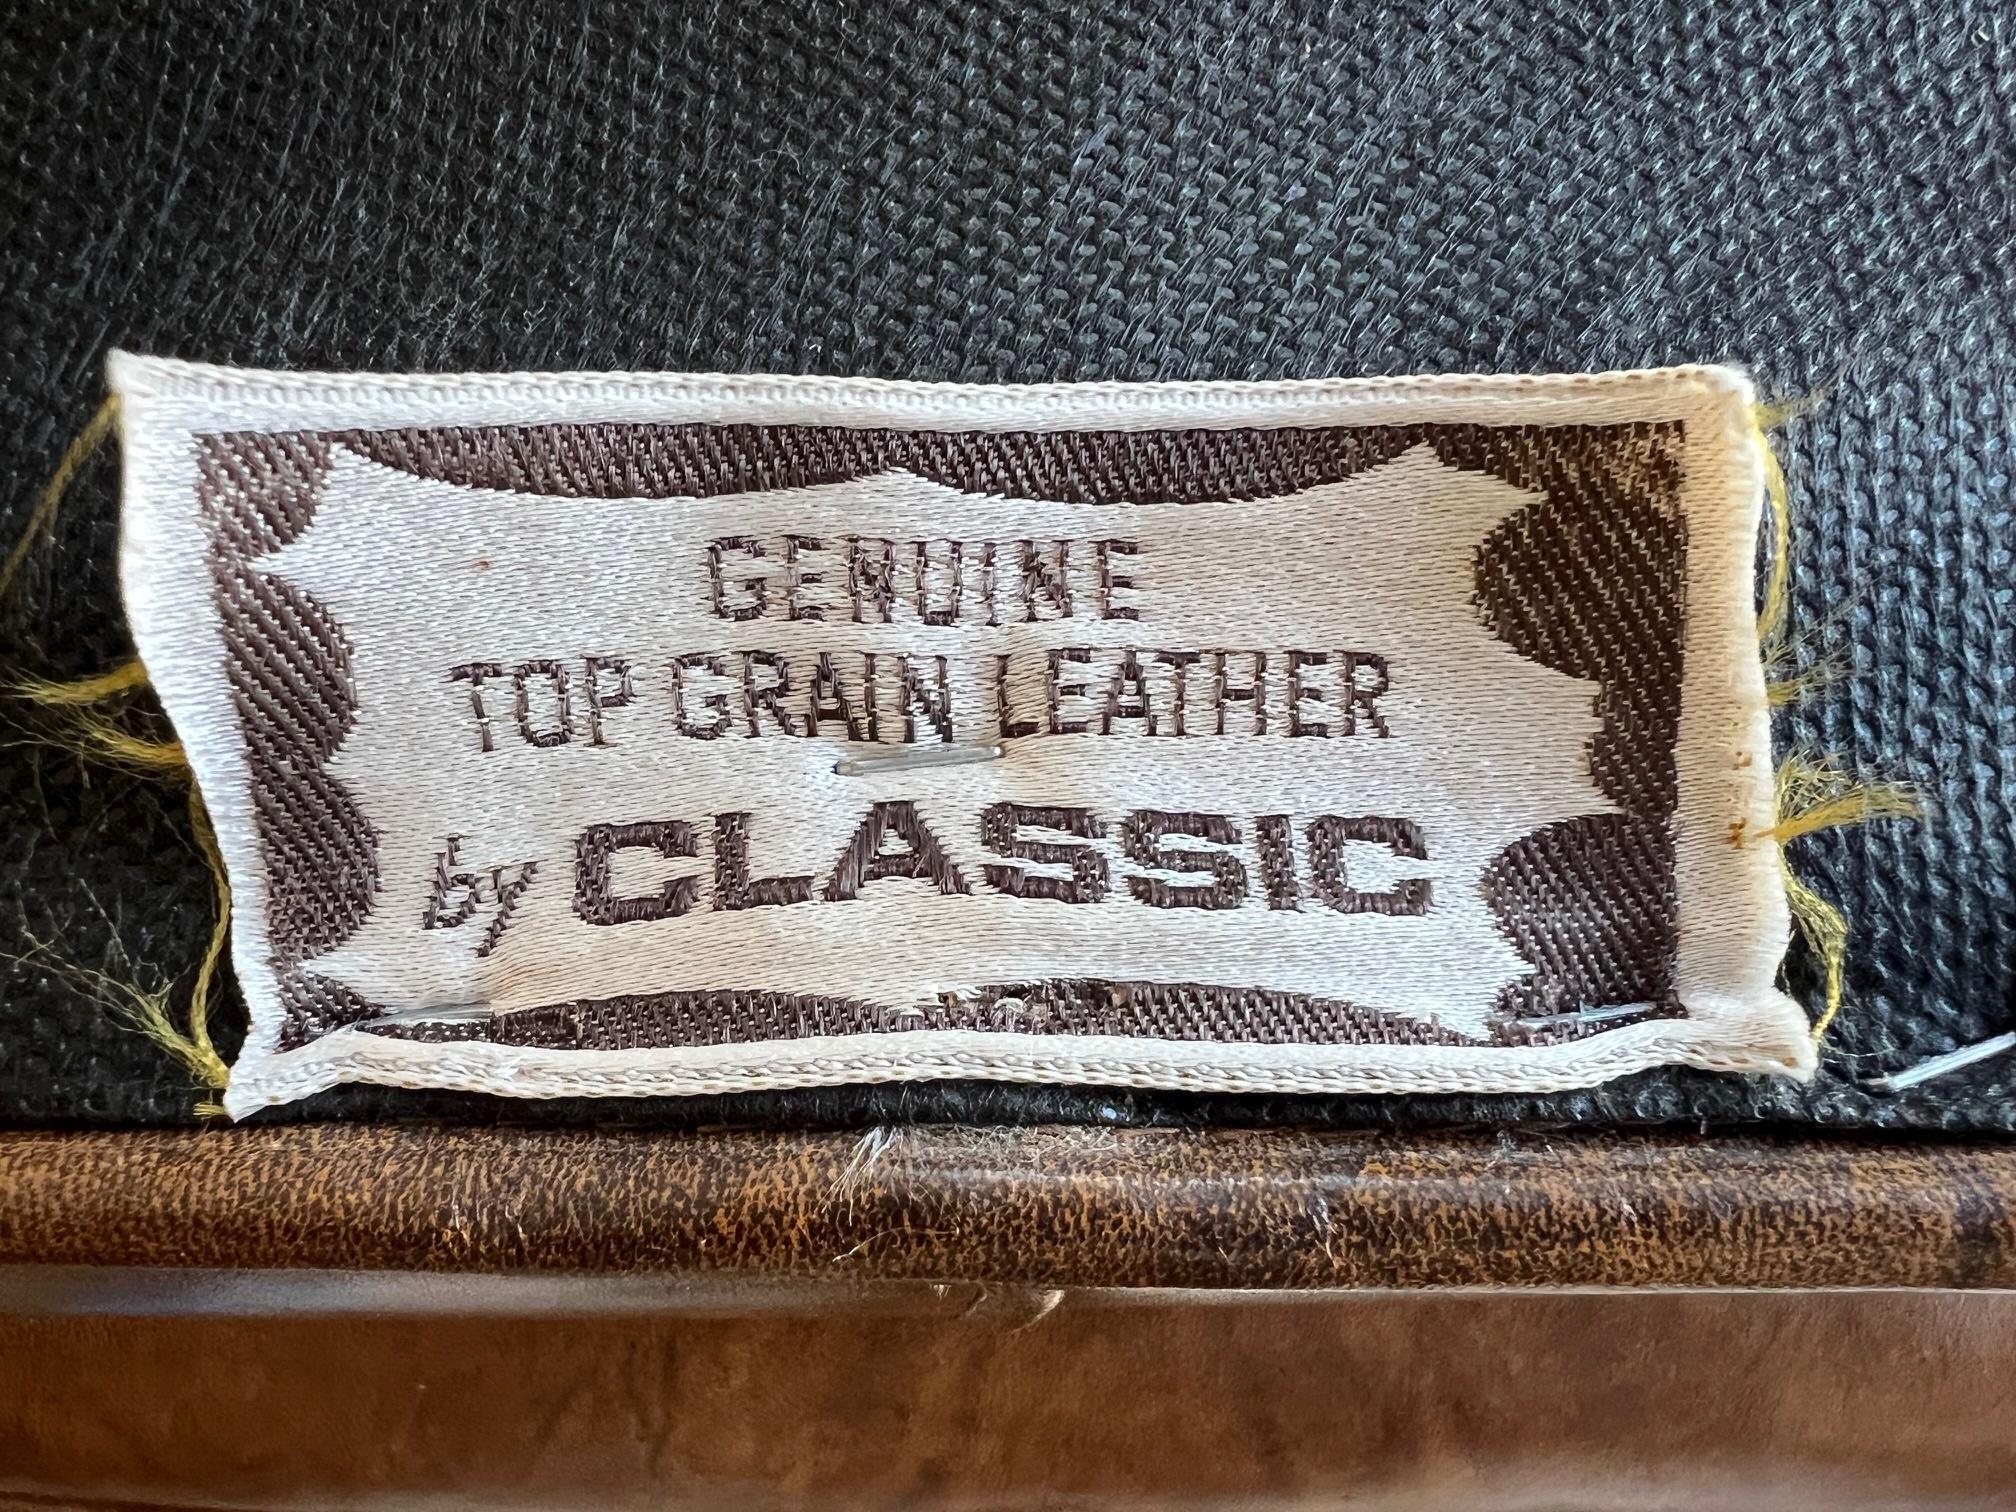 GENUINE
TOP GRAIN LEATHER
by CLASSIC